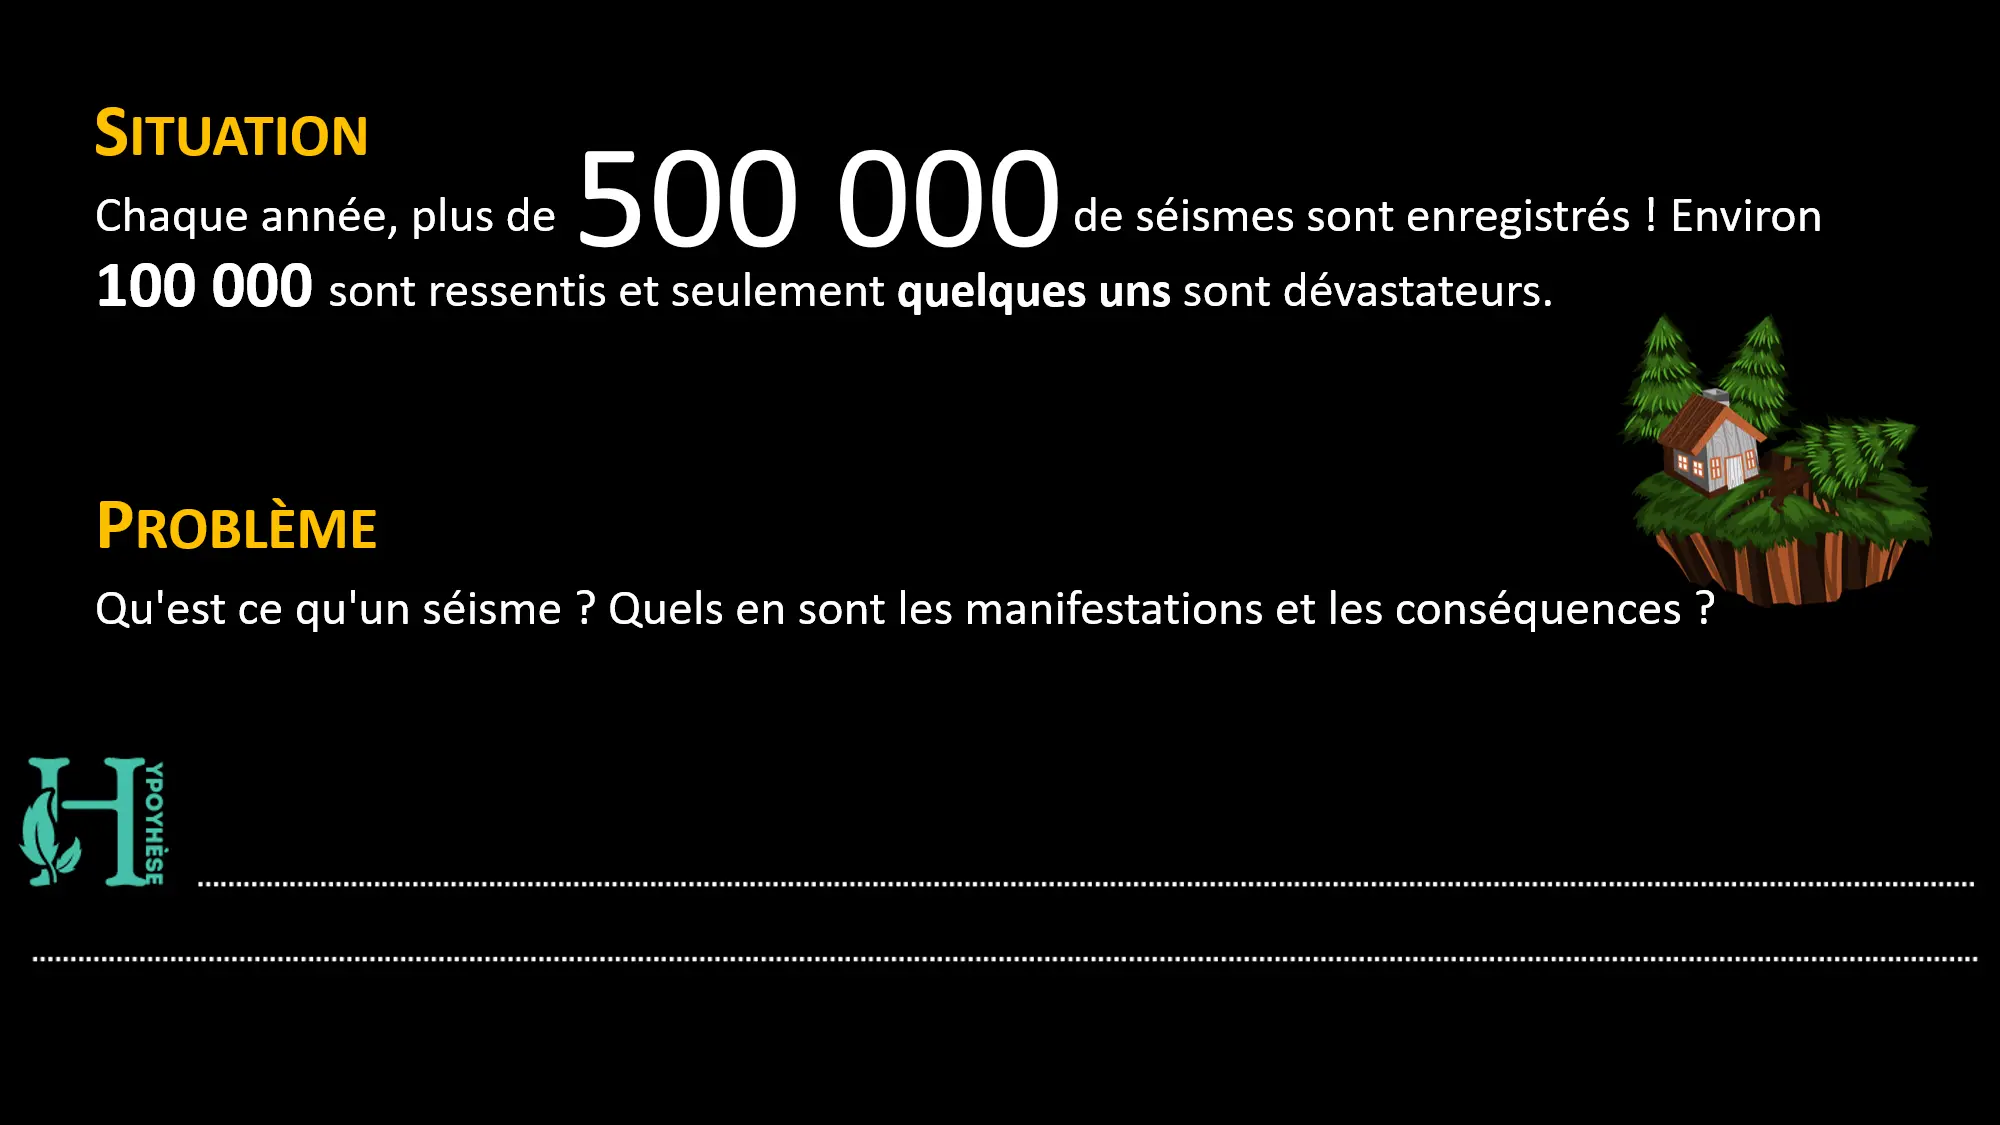 SITUATION
Chaque année, plus de 500 000 de séismes sont enregistrés ! Environ
100 000 sont ressentis et seulement quelques uns sont dévastateurs.
PROBLÈME
Qu'est ce qu'un séisme ? Quels en sont les manifestations et les conséquences ?
HYPOYHÈSE